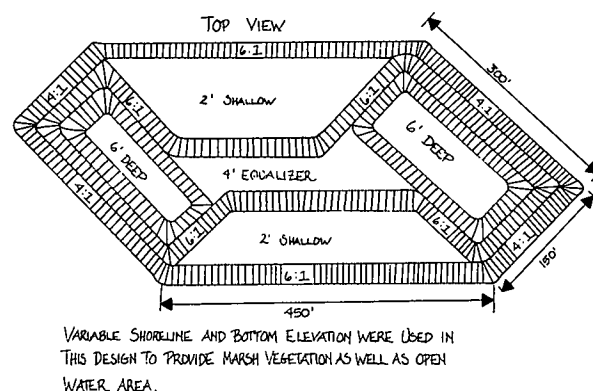 TOP VIEW
6:1
300'
4:1
6:1
2' SHALLOW
6:1
4:1
6' DEEP
6' DEEP
4' EQUALIZER
4:1
6:1
2' SHALLOW
6:1
4:1
6:1
150'
450'
VARIABLE SHORELINE AND BOTTOM ELEVATION WERE USED IN
THIS DESIGN TO PROVIDE MARSH VEGETATION AS WELL AS OPEN
WATER AREA.